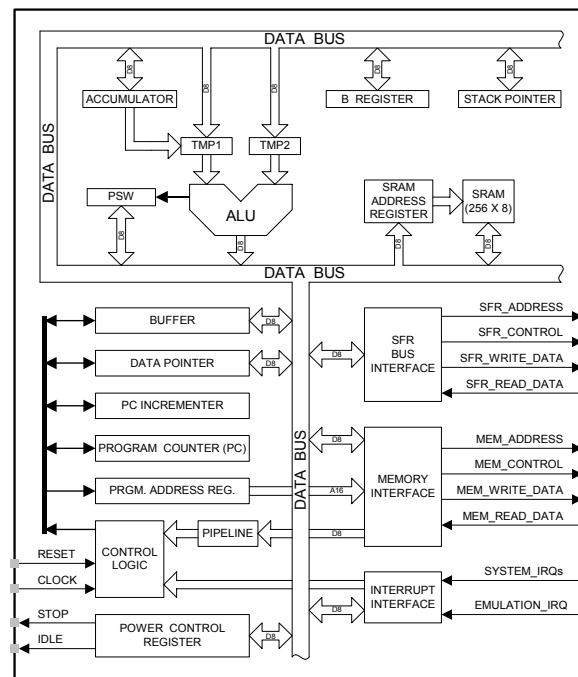 DATA BUS
D8 D8 D8 D8 D8
ACCUMULATOR B REGISTER STACK POINTER
DATA BUS
TMP1 TMP2
PSW
ALU
SRAM
ADDRESS
REGISTER
SRAM
(256 X 8)
D8 D8 D8 D8
DATA BUS
BUFFER D8
DATA POINTER D8
PC INCREMENTER
PROGRAM COUNTER (PC)
PRGM. ADDRESS REG. A16
DATA BUS
D8
SFR
BUS
INTERFACE
SFR_ADDRESS
SFR_CONTROL
SFR_WRITE_DATA
SFR_READ_DATA
D8
MEMORY
INTERFACE
MEM_ADDRESS
MEM_CONTROL
MEM_WRITE_DATA
MEM_READ_DATA
RESET
CLOCK
CONTROL
LOGIC
PIPELINE D8
INTERRUPT
INTERFACE
D8
SYSTEM_IRQs
EMULATION_IRQ
STOP
IDLE
POWER CONTROL
REGISTER
D8